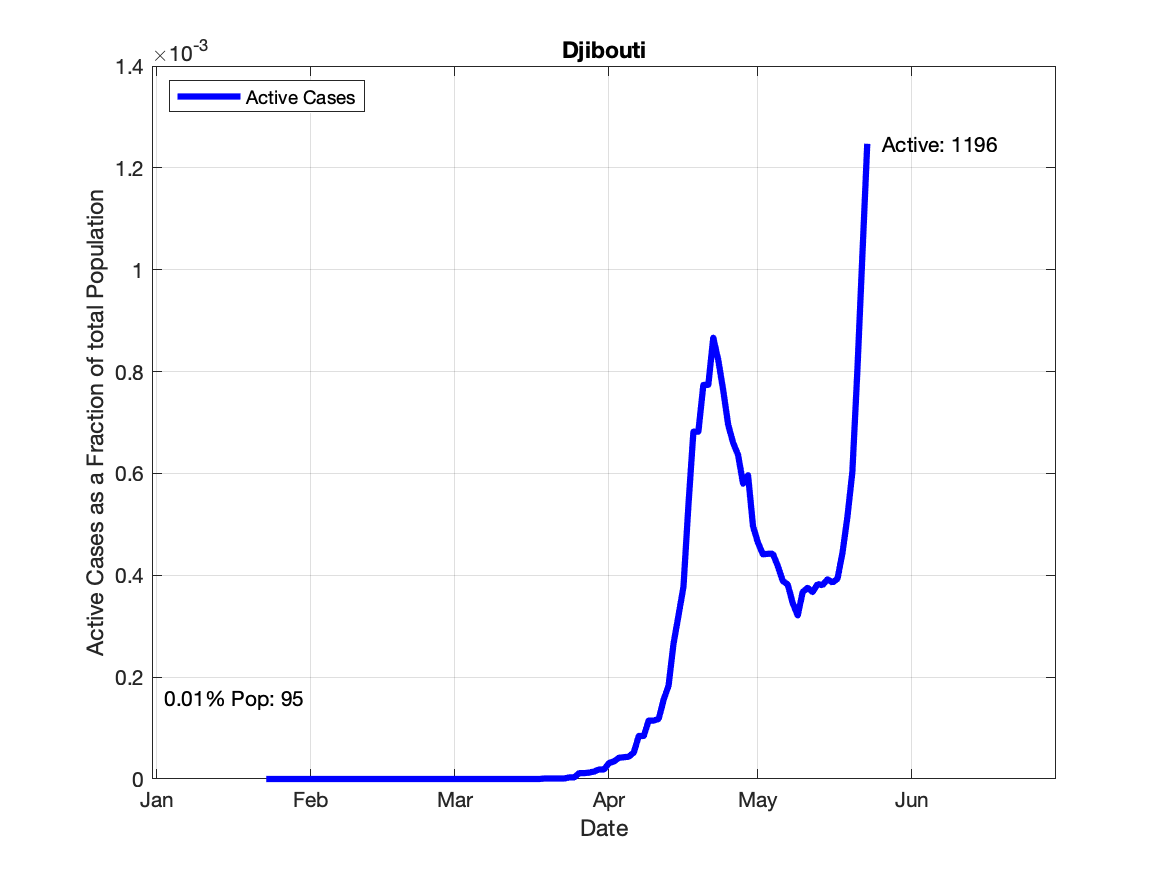 Djibouti
×10-3
1.4
1.2
1
0.8
0.6
0.4
0.2
0
Active Cases as a Fraction of total Population
Active Cases
Active: 1196
0.01% Pop: 95
Jan Feb Mar Apr May Jun
Date